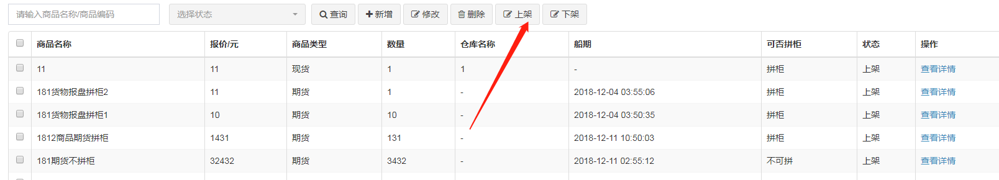 请输入商品名称/商品编码 选择状态 查询 新增 修改 删除 上架 下架
商品名称 报价/元 商品类型 数量 仓库名称 船期 可否拼柜 状态 操作
11 11 现货 1 1 - 拼柜 上架 查看详情
181货物报盘拼柜2 11 期货 1 - 2018-12-04 03:55:06 拼柜 上架 查看详情
181货物报盘拼柜1 10 期货 10 - 2018-12-04 03:50:35 拼柜 上架 查看详情
1812商品期货拼柜 1431 期货 131 - 2018-12-11 10:50:03 拼柜 上架 查看详情
181期货不拼柜 32432 期货 3432 - 2018-12-11 02:55:12 不可拼 上架 查看详情